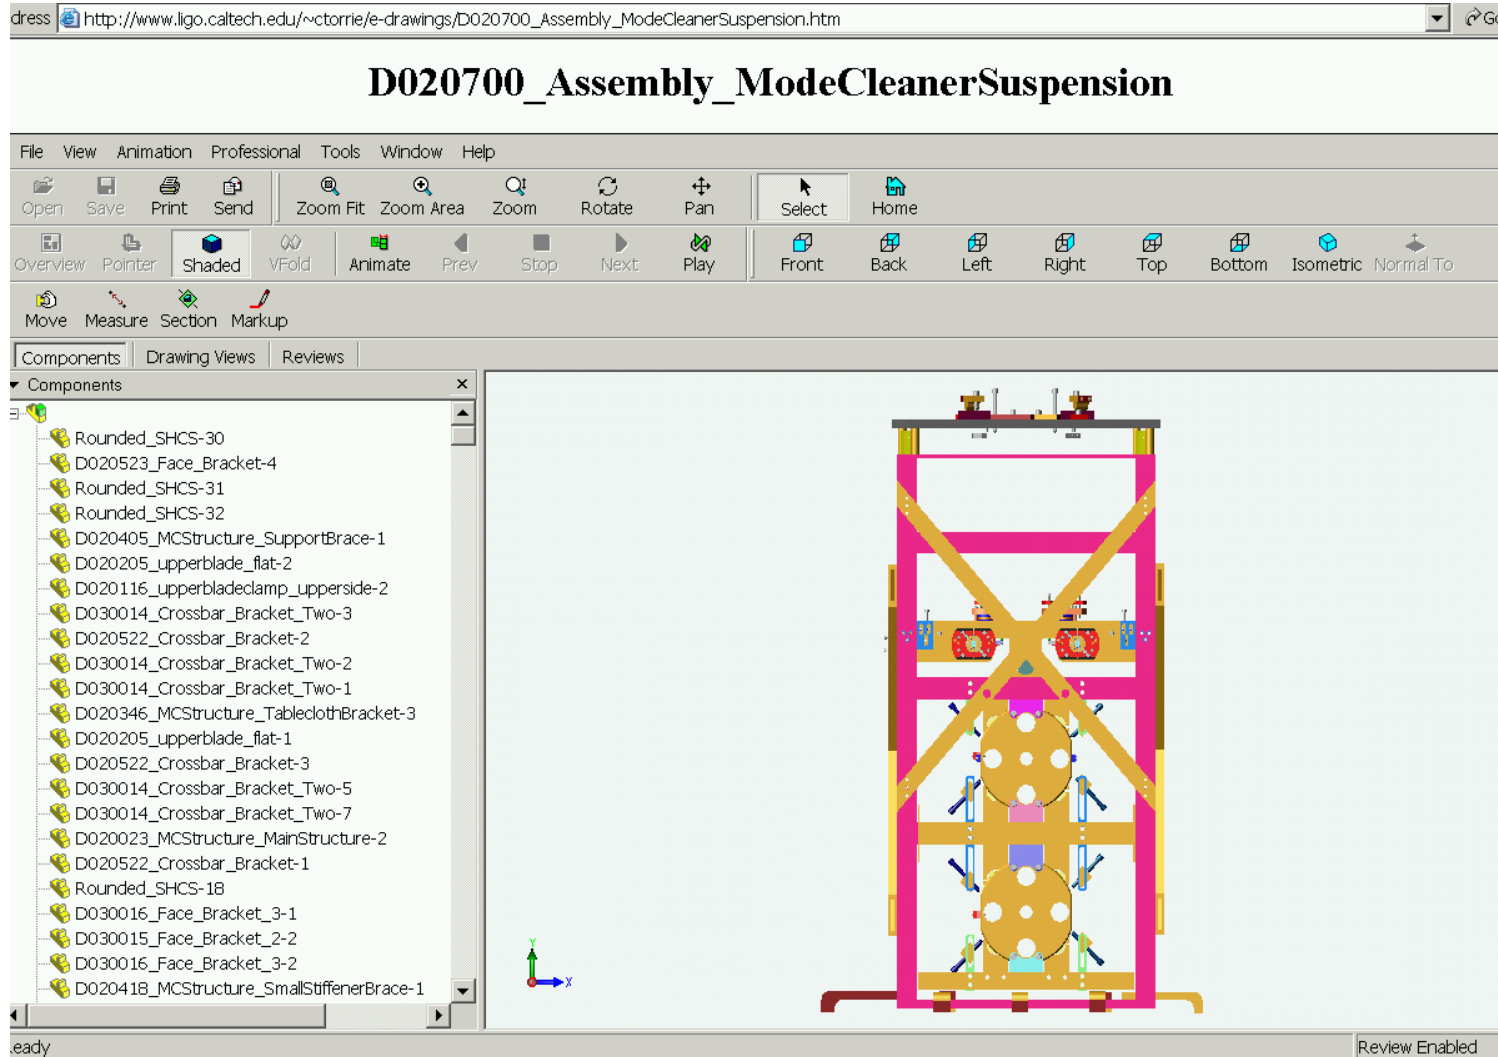 dress http://www.ligo.caltech.edu/~ctorrie/e-drawings/D020700_Assembly_ModeCleanerSuspension.htm Go
D020700_Assembly_ModeCleanerSuspension
File View Animation Professional Tools Window Help
Open Save Print Send Zoom Fit Zoom Area Zoom Rotate Pan Select Home
Overview Pointer Shaded VFold Animate Prev Stop Next Play Front Back Left Right Top Bottom Isometric Normal To
Move Measure Section Markup
Components Drawing Views Reviews
Components
Rounded_SHCS-30
D020523_Face_Bracket-4
Rounded_SHCS-31
Rounded_SHCS-32
D020405_MCStructure_SupportBrace-1
D020205_upperblade_flat-2
D020116_upperbladeclamp_upperside-2
D030014_Crossbar_Bracket_Two-3
D020522_Crossbar_Bracket-2
D030014_Crossbar_Bracket_Two-2
D030014_Crossbar_Bracket_Two-1
D020346_MCStructure_TableclothBracket-3
D020205_upperblade_flat-1
D020522_Crossbar_Bracket-3
D030014_Crossbar_Bracket_Two-5
D030014_Crossbar_Bracket_Two-7
D020023_MCStructure_MainStructure-2
D020522_Crossbar_Bracket-1
Rounded_SHCS-18
D030016_Face_Bracket_3-1
D030015_Face_Bracket_2-2
D030016_Face_Bracket_3-2
D020418_MCStructure_SmallStiffenerBrace-1
Y
X
eady Review Enabled